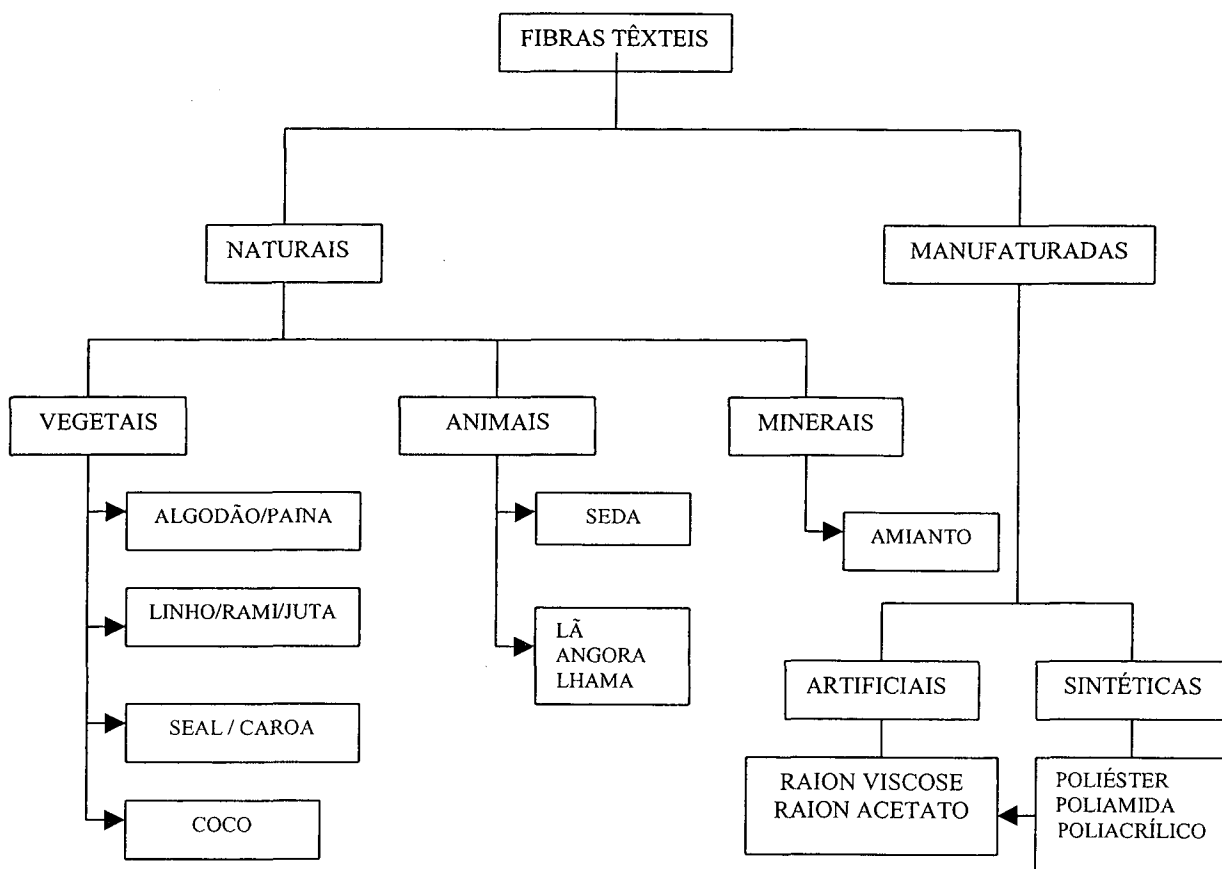 FIBRAS TÊXTEIS
NATURAIS
MANUFATURADAS
VEGETAIS
ANIMAIS
MINERAIS
ALGODÃO/PAINA
SEDA
AMIANTO
LINHO/RAMI/JUTA
LÃ
ANGORA
LHAMA
ARTIFICIAIS
SINTÉTICAS
SEAL / CAROA
RAION VISCOSE
RAION ACETATO
POLIÉSTER
POLIAMIDA
POLIACRÍLICO
COCO